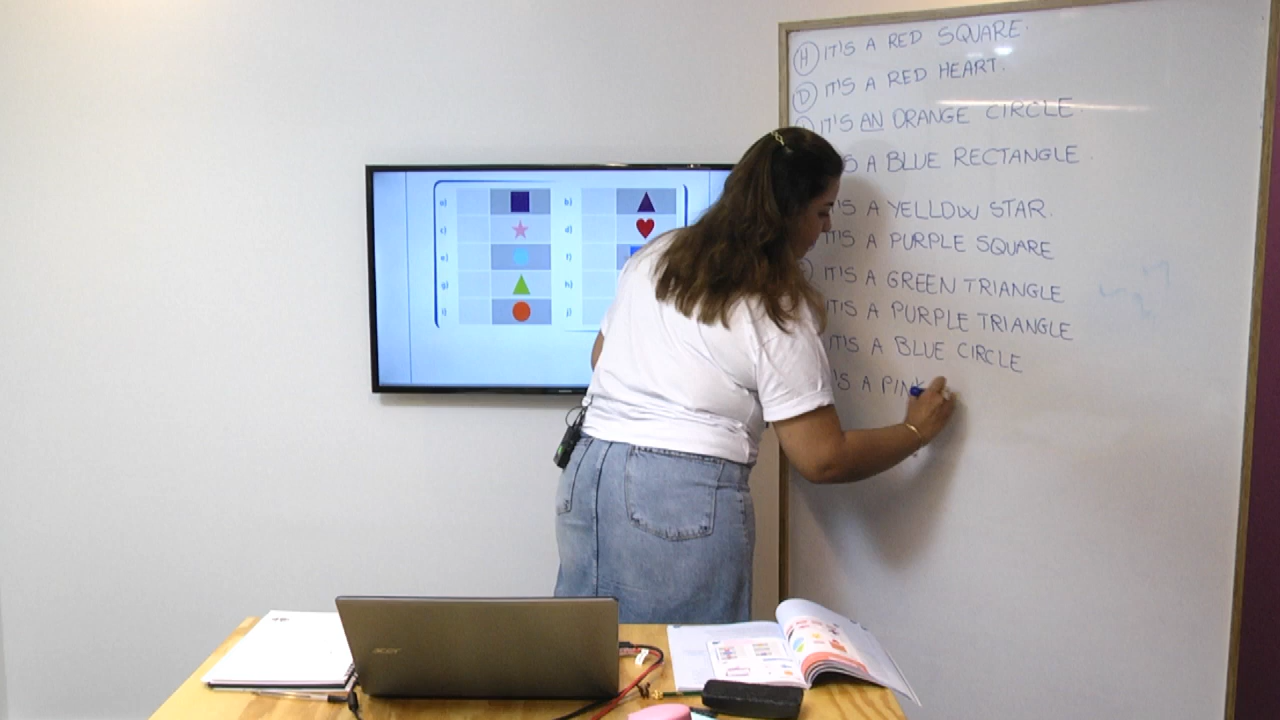 a) b)
c) d)
e) f)
g) h)
i) j)
H IT'S A RED SQUARE.
D IT'S A RED HEART.
IT'S AN ORANGE CIRCLE.
A BLUE RECTANGLE.
A YELLOW STAR.
IT'S A PURPLE SQUARE
IT'S A GREEN TRIANGLE
IT'S A PURPLE TRIANGLE
IT'S A BLUE CIRCLE
A PINK
acer